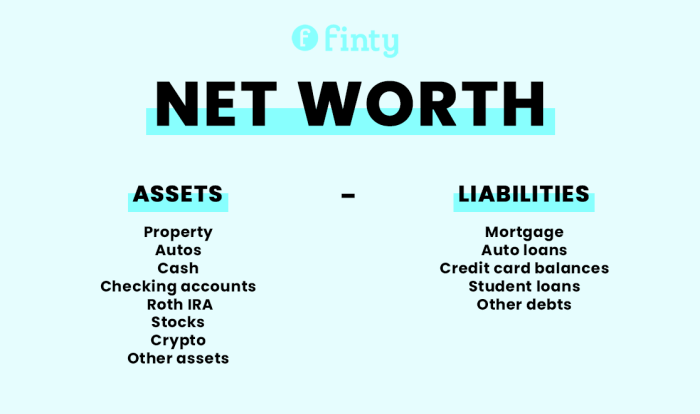 finty
NET WORTH
ASSETS
–
LIABILITIES
Property
Autos
Cash
Checking accounts
Roth IRA
Stocks
Crypto
Other assets
Mortgage
Auto loans
Credit card balances
Student loans
Other debts